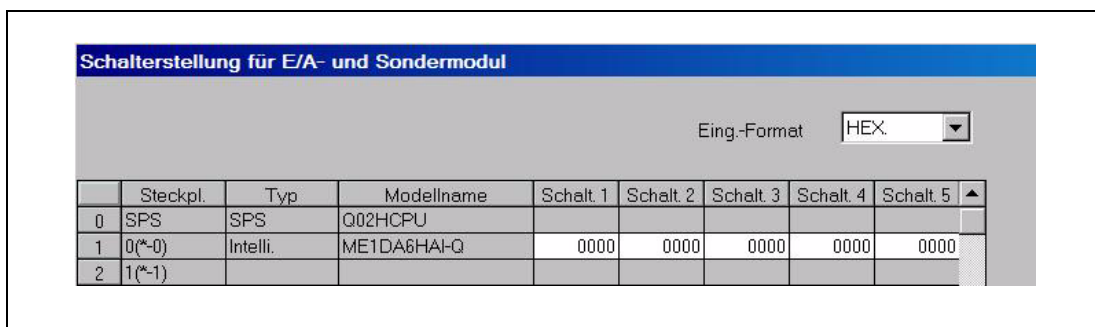 Schalterstellung für E/A- und Sondermodul
Eing.-Format HEX.
Steckpl. Typ Modellname Schalt. 1 Schalt. 2 Schalt. 3 Schalt. 4 Schalt. 5
0 SPS SPS Q02HCPU
1 0(*-0) Intelli. ME1DA6HAI-Q 0000 0000 0000 0000 0000
2 1(*-1)